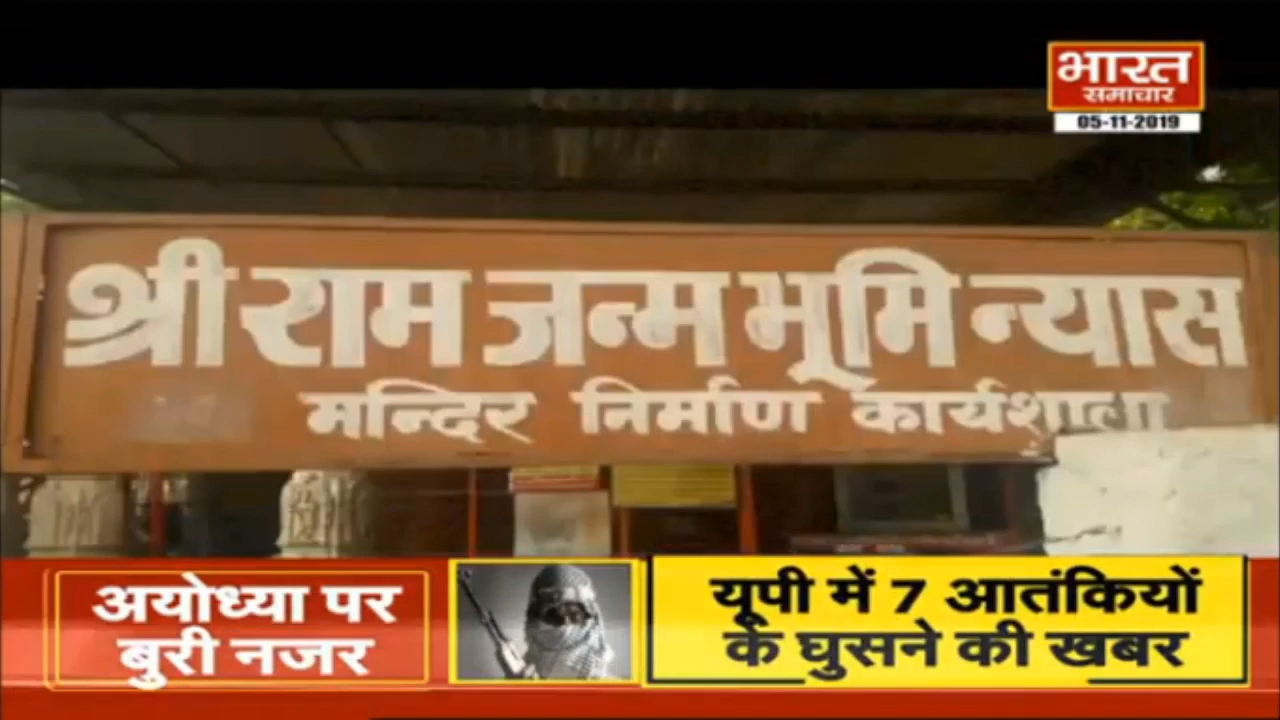 भारत
समाचार
05-11-2019
श्री राम जन्म भूमि न्यास
मन्दिर निर्माण कार्यशाला
अयोध्या पर
बुरी नजर
यूपी में 7 आतंकियों
के घुसने की खबर